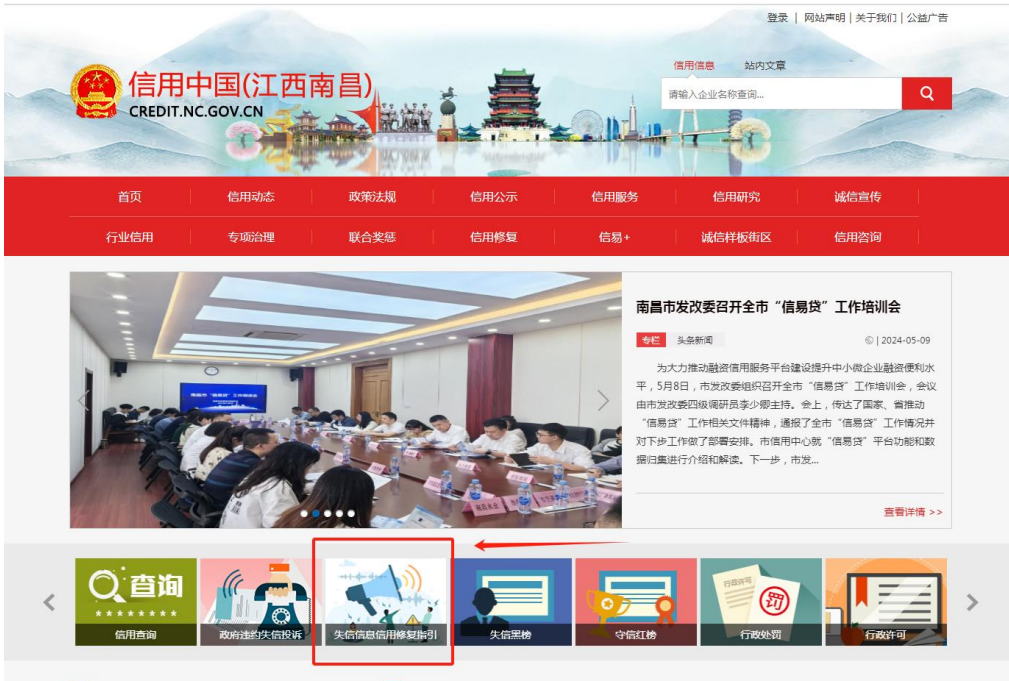 登录 | 网站声明 | 关于我们 | 公益广告
信用中国(江西南昌)
CREDIT.NC.GOV.CN
信用信息 站内文章
请输入企业名称查询...
首页 信用动态 政策法规 信用公示 信用服务 信用研究 诚信宣传
行业信用 专项治理 联合奖惩 信用修复 信易+ 诚信样板街区 信用咨询
南昌市发改委召开全市“信易贷”工作培训会
专栏 头条新闻 | 2024-05-09
为大力推动融资信用服务平台建设提升中小微企业融资便利水
平，5月8日，市发改委组织召开全市“信易贷”工作培训会，会议
由市发改委四级调研员李少卿主持。会上，传达了国家、省推动
“信易贷”工作相关文件精神，通报了全市“信易贷”工作情况并
对下步工作做了部署安排。市信用中心就“信易贷”平台功能和数
据归集进行介绍和解读。下一步，市发...
查看详情 >>
查询
信用查询
政府违约失信投诉
失信信息信用修复指引
失信黑榜
守信红榜
行政许可
罚
行政处罚
行政许可